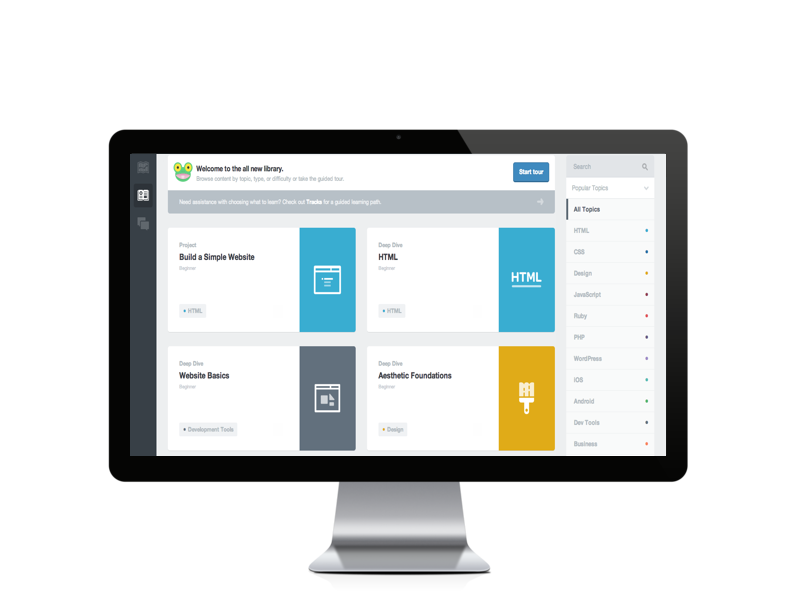 Welcome to the all new library.
Browse content by topic, type, or difficulty or take the guided tour.
Start tour
Need assistance with choosing what to learn? Check out Tracks for a guided learning path.
Project
Build a Simple Website
Beginner
HTML
Deep Dive
HTML
Beginner
HTML
HTML
Deep Dive
Website Basics
Beginner
Development Tools
Deep Dive
Aesthetic Foundations
Beginner
Design
Search
Popular Topics
All Topics
HTML
CSS
Design
JavaScript
Ruby
PHP
WordPress
iOS
Android
Dev Tools
Business